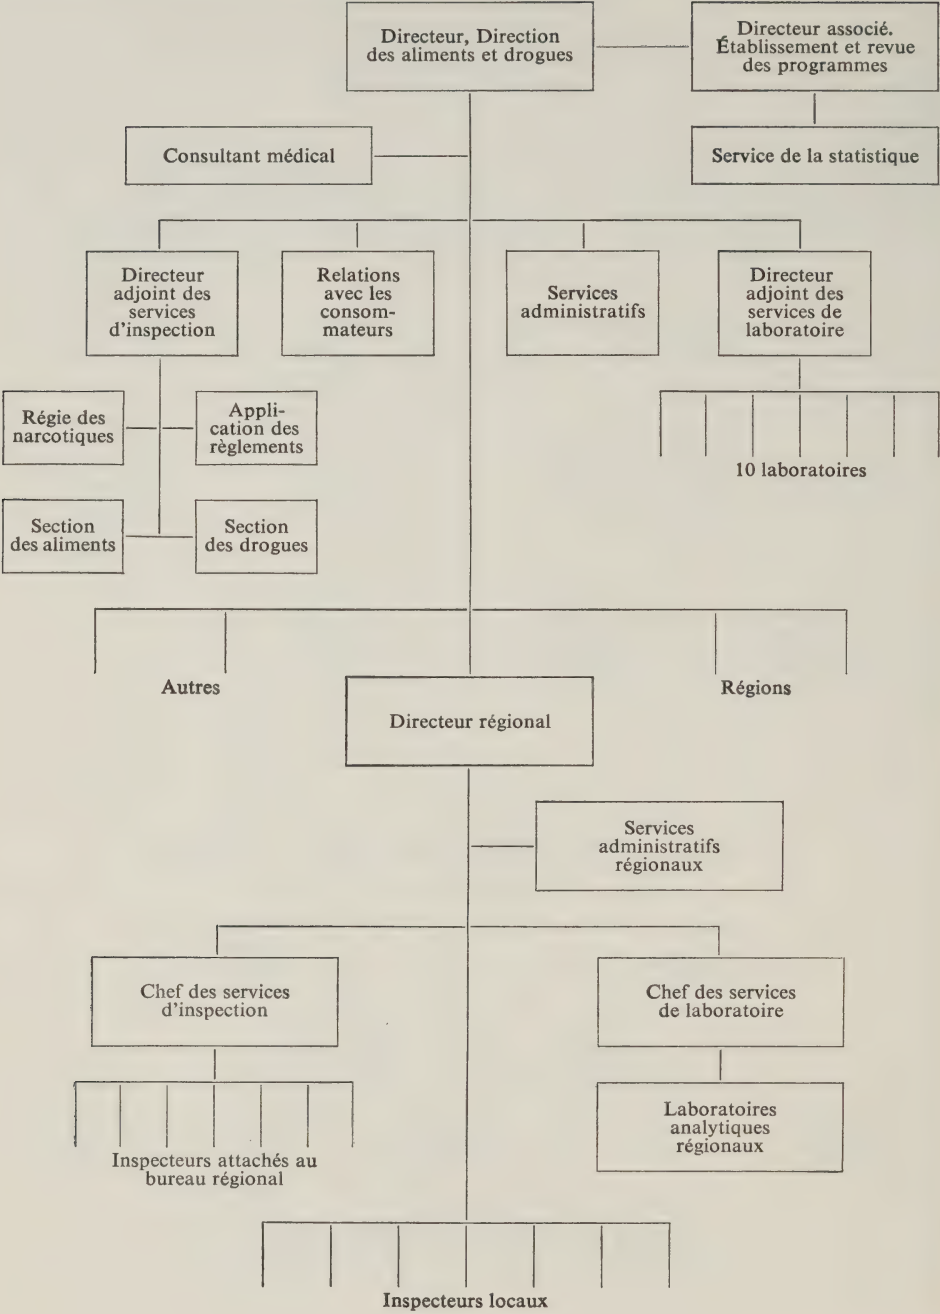 Directeur, Direction
des aliments et drogues
Directeur associé.
Établissement et revue
des programmes
Consultant médical
Service de la statistique
Directeur
adjoint des
services
d'inspection
Relations
avec les
consom-
mateurs
Services
administratifs
Directeur
adjoint des
services de
laboratoire
Régie des
narcotiques
Appli-
cation des
règlements
10 laboratoires
Section
des aliments
Section
des drogues
Autres
Régions
Directeur régional
Services
administratifs
régionaux
Chef des services
d'inspection
Chef des services
de laboratoire
Laboratoires
analytiques
régionaux
Inspecteurs attachés au
bureau régional
Inspecteurs locaux